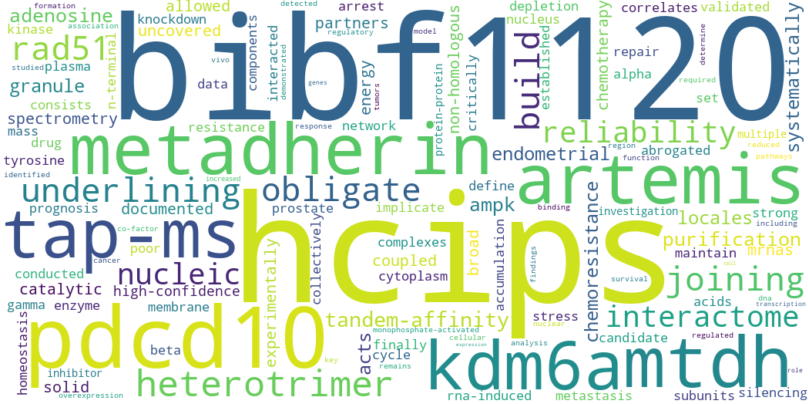 adenosine allowed arrest depletion correlates validated
knockdown partners nucleus
kinase uncovered
formation association detected regulatory model
rad51 bibf1120
studied plasma data components interacted energy build established chemotherapy repair systematically
n-terminal vivo demonstrated genes critically non-homologous alpha determine required
granule protein-protein set tumors
consists
spectrometry resistance network response reliability multiple
mass metadherin reduced
drug abrogated region pathways
tyrosine endometrial function
identified increased artemis
underlining obligate define binding
prognosis documented prostate implicate ampk investigation locales strong
co-factor collectively broad accumulation findings chemoresistance including
tap-ms hcips complexes survival purification
poor cancer coupled maintain mrnas
conducted nucleic cytoplasm joining
catalytic high-confidence cell acids dna transcription
gamma enzyme membrane experimentally tandem-affinity stress interactome
homeostasis monophosphate-activated nuclear candidate regulated
pdcd10 finally cellular expression analysis
beta acts cycle kdm6a mtdh
inhibitor key remains role
solid heterotrimer rna-induced metastasis subunits silencing
overexpression